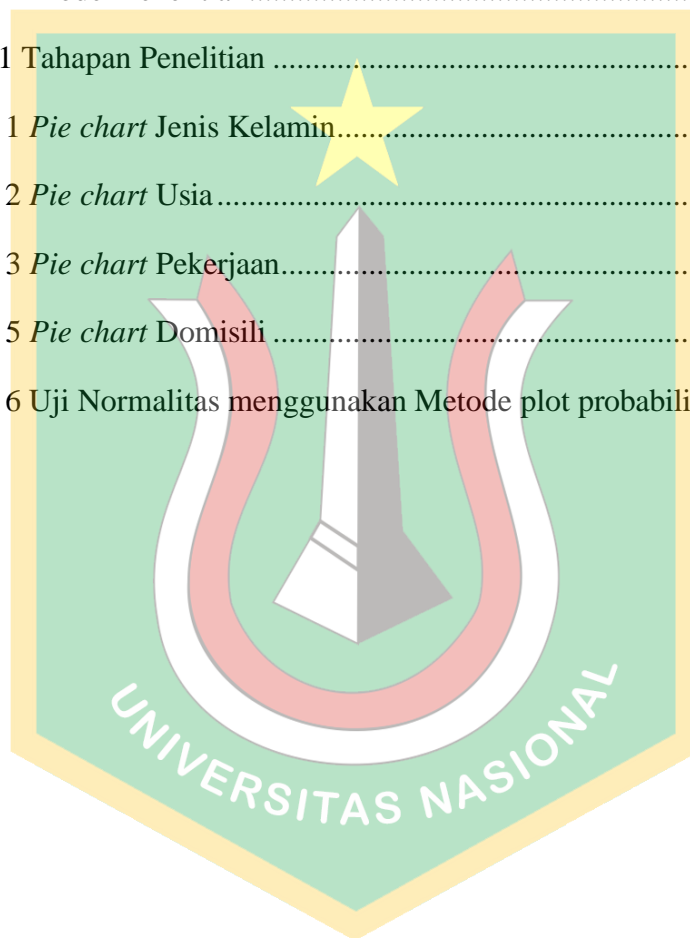 1 Tahapan Penelitian ........................................................
1 Pie chart Jenis Kelamin................................................
2 Pie chart Usia...............................................................
3 Pie chart Pekerjaan.......................................................
5 Pie chart Domisili ........................................................
6 Uji Normalitas menggunakan Metode plot probabili
UNIVERSITAS NASIONAL